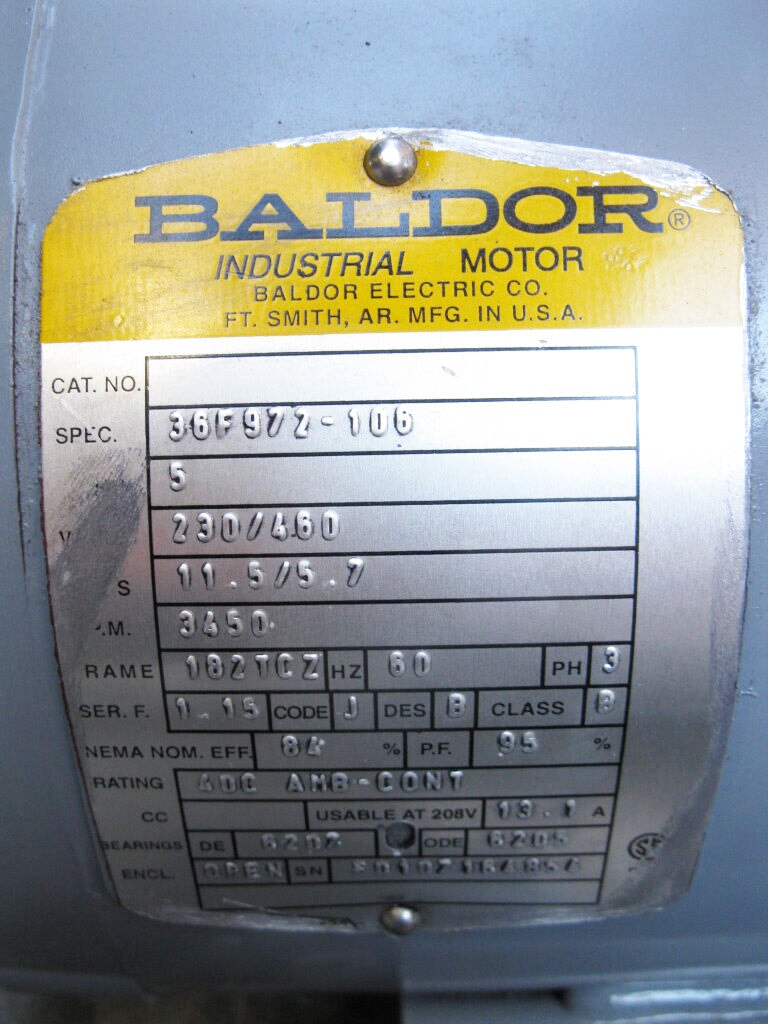 BALDOR®
INDUSTRIAL MOTOR
BALDOR ELECTRIC CO.
FT. SMITH, AR. MFG. IN U.S.A.
CAT. NO.
SPEC. 36F972-106
5
V 230/460
S 11.5/5.7
.M. 3450
RAME 182TCZ HZ 60 PH 3
SER. F. 1.15 CODE J DES B CLASS B
NEMA NOM. EFF. 84 % P.F. 95 %
RATING 40C AMB-CONT
CC USABLE AT 208V 13.1 A
BEARINGS DE 6207 ODE 6205
ENCL. OPEN SN